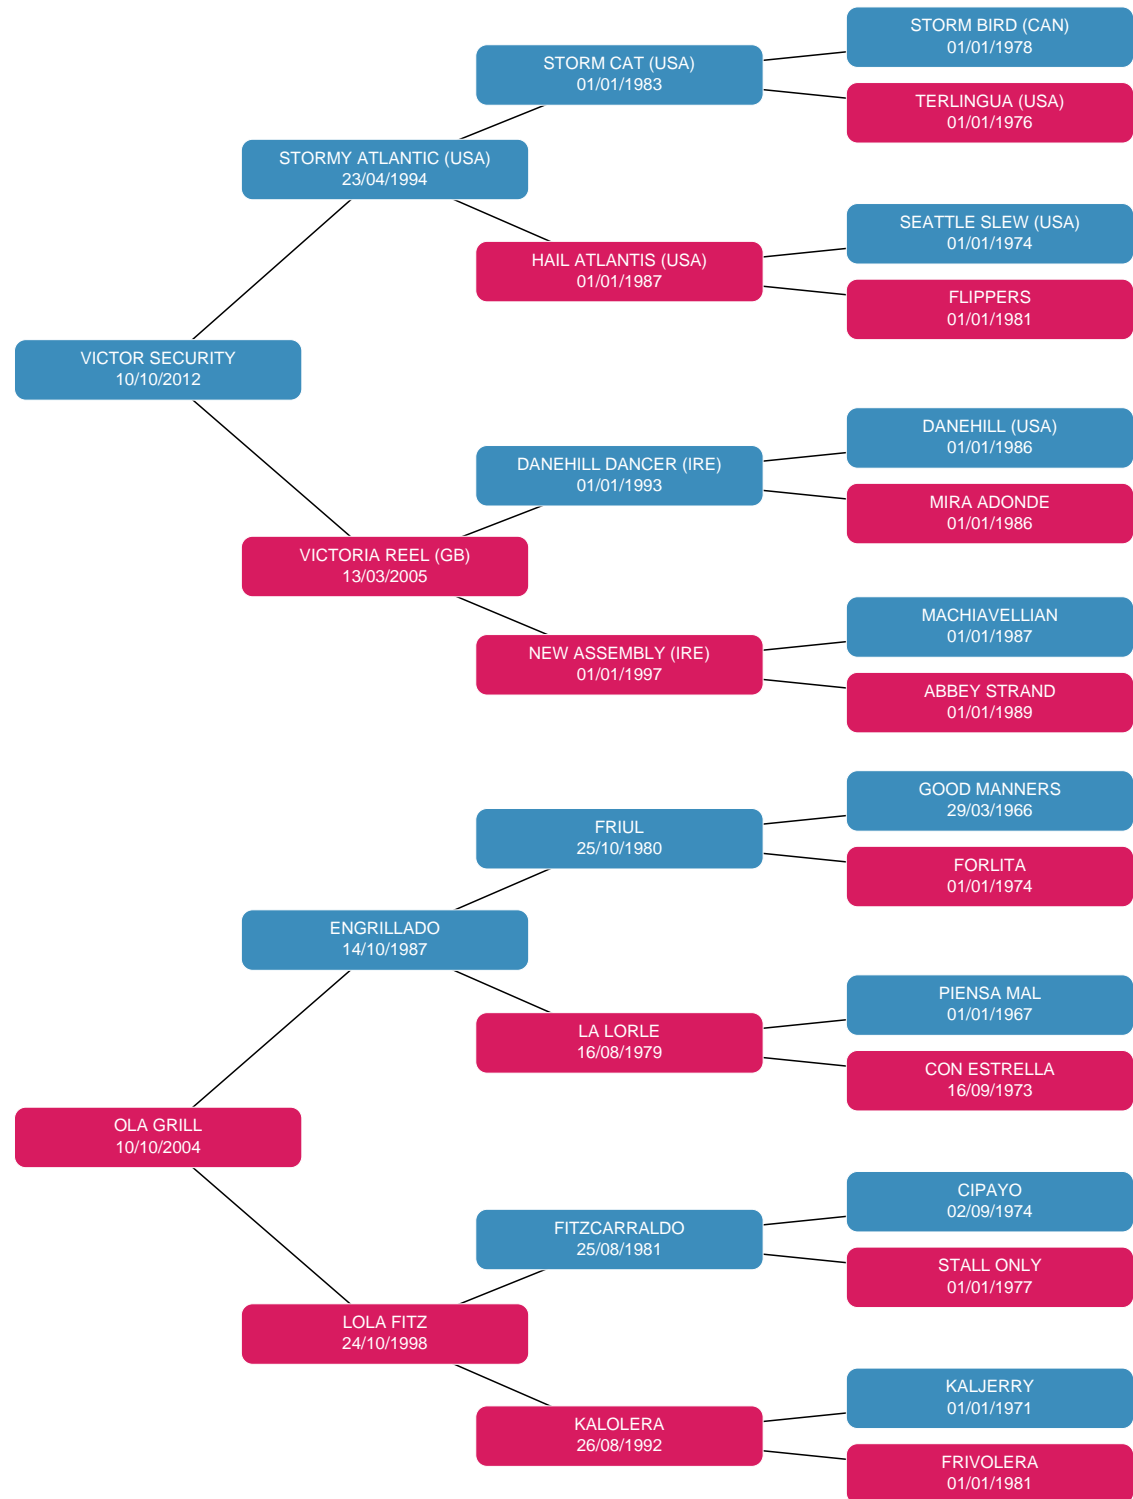 STORM BIRD (CAN)
01/01/1978
STORM CAT (USA)
01/01/1983
TERLINGUA (USA)
01/01/1976
STORMY ATLANTIC (USA)
23/04/1994
SEATTLE SLEW (USA)
01/01/1974
HAIL ATLANTIS (USA)
01/01/1987
FLIPPERS
01/01/1981
VICTOR SECURITY
10/10/2012
DANEHILL (USA)
01/01/1986
DANEHILL DANCER (IRE)
01/01/1993
MIRA ADONDE
01/01/1986
VICTORIA REEL (GB)
13/03/2005
MACHIAVELLIAN
01/01/1987
NEW ASSEMBLY (IRE)
01/01/1997
ABBEY STRAND
01/01/1989
GOOD MANNERS
29/03/1966
FRIUL
25/10/1980
FORLITA
01/01/1974
ENGRILLADO
14/10/1987
PIENSA MAL
01/01/1967
LA LORLE
16/08/1979
CON ESTRELLA
16/09/1973
OLA GRILL
10/10/2004
CIPAYO
02/09/1974
FITZCARRALDO
25/08/1981
STALL ONLY
01/01/1977
LOLA FITZ
24/10/1998
KALJERRY
01/01/1971
KALOLERA
26/08/1992
FRIVOLERA
01/01/1981